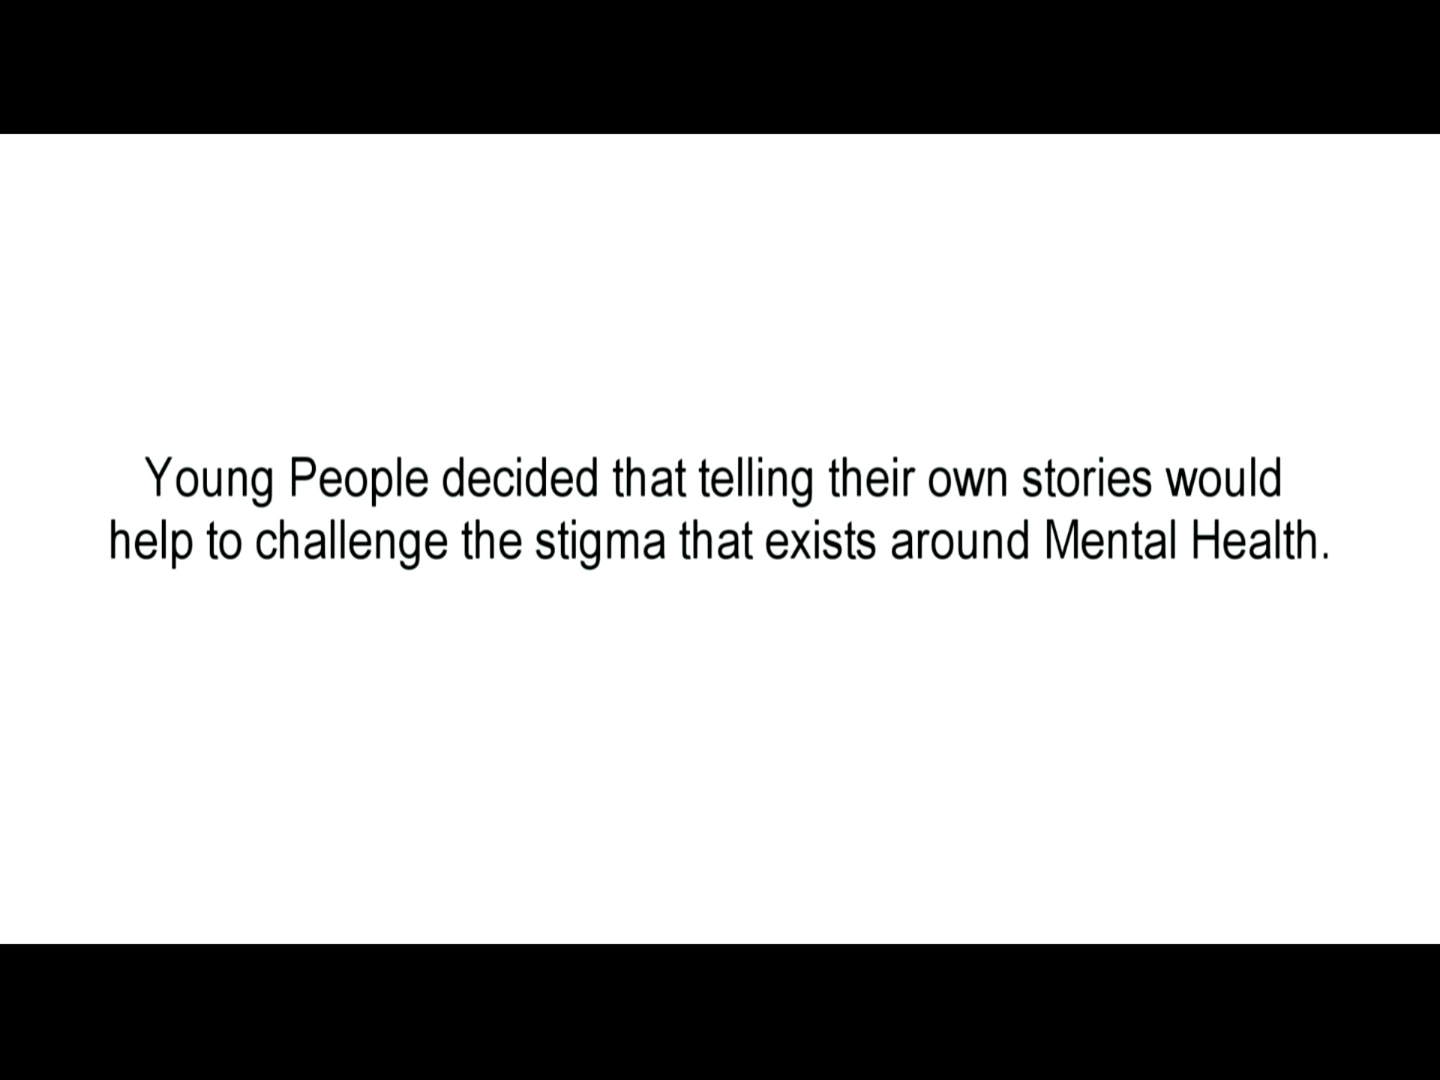 Young People decided that telling their own stories would
help to challenge the stigma that exists around Mental Health.